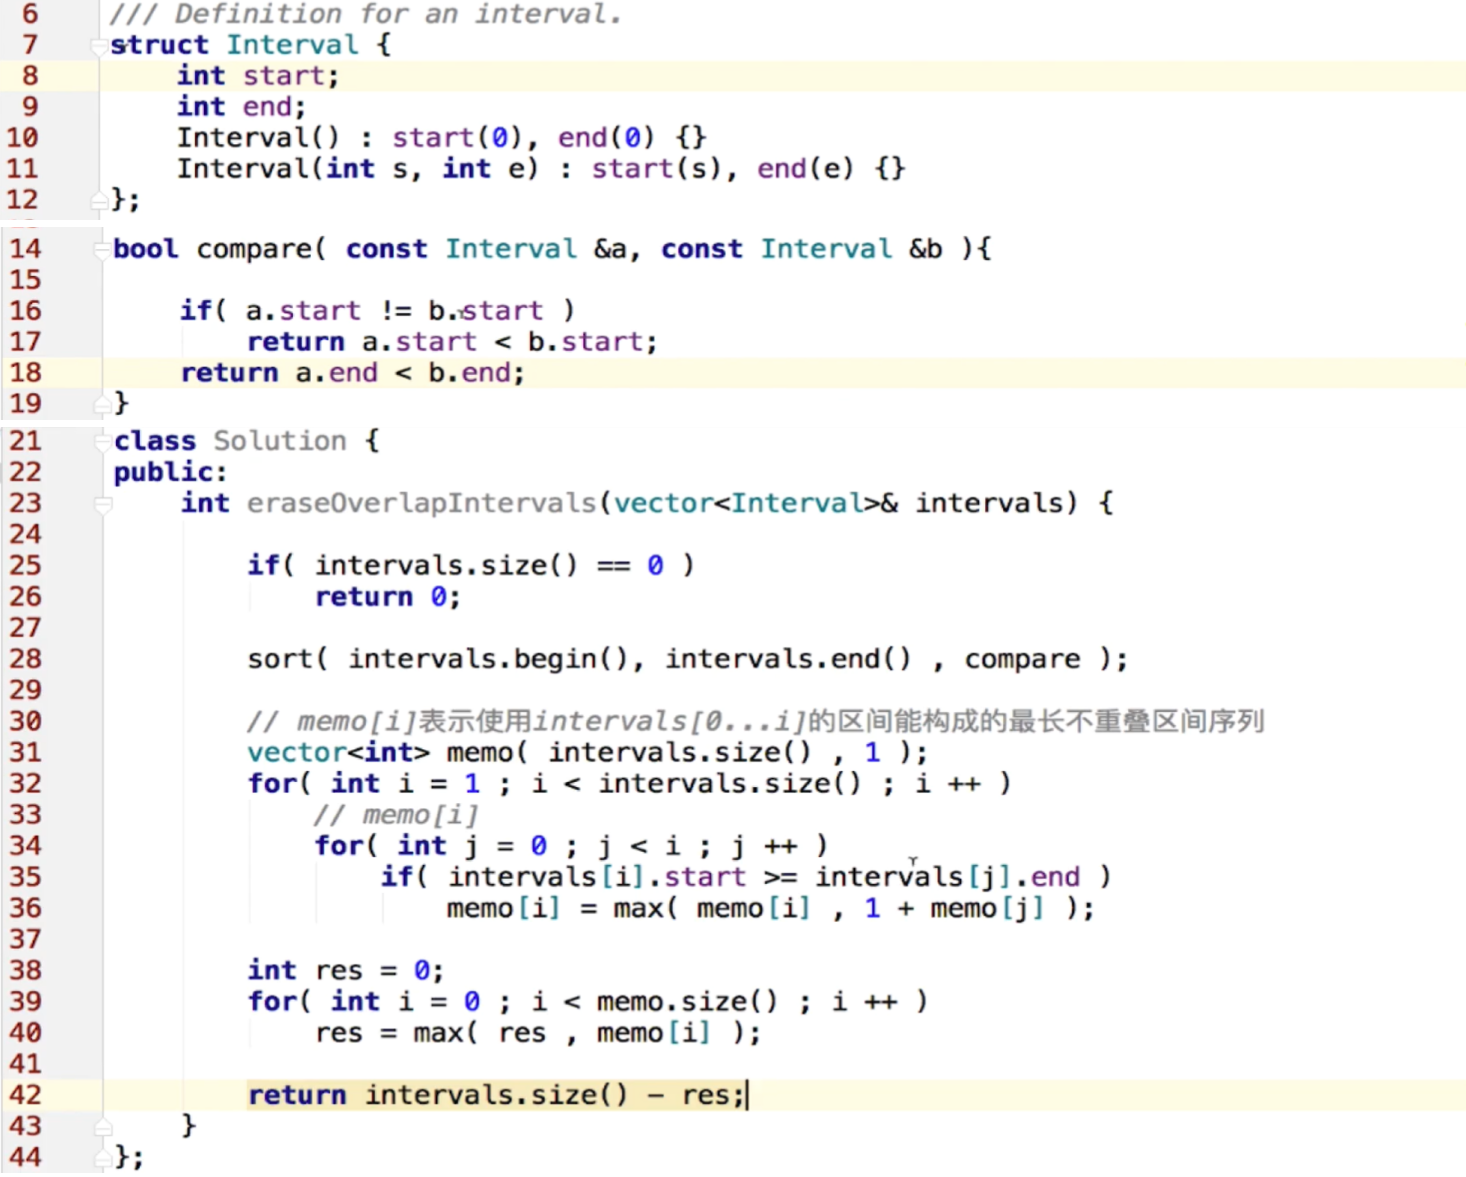 6 /// Definition for an interval.
7 struct Interval {
8 int start;
9 int end;
10 Interval() : start(0), end(0) {}
11 Interval(int s, int e) : start(s), end(e) {}
12 };
14 bool compare( const Interval &a, const Interval &b ){
15
16 if( a.start != b.start )
17 return a.start < b.start;
18 return a.end < b.end;
19 }
21 class Solution {
22 public:
23 int eraseOverlapIntervals(vector<Interval>& intervals) {
24
25 if( intervals.size() == 0 )
26 return 0;
27
28 sort( intervals.begin(), intervals.end() , compare );
29
30 // memo[i]表示使用intervals[0...i]的区间能构成的最长不重叠区间序列
31 vector<int> memo( intervals.size() , 1 );
32 for( int i = 1 ; i < intervals.size() ; i ++ )
33 // memo[i]
34 for( int j = 0 ; j < i ; j ++ )
35 if( intervals[i].start >= intervals[j].end )
36 memo[i] = max( memo[i] , 1 + memo[j] );
37
38 int res = 0;
39 for( int i = 0 ; i < memo.size() ; i ++ )
40 res = max( res , memo[i] );
41
42 return intervals.size() - res;
43 }
44 };